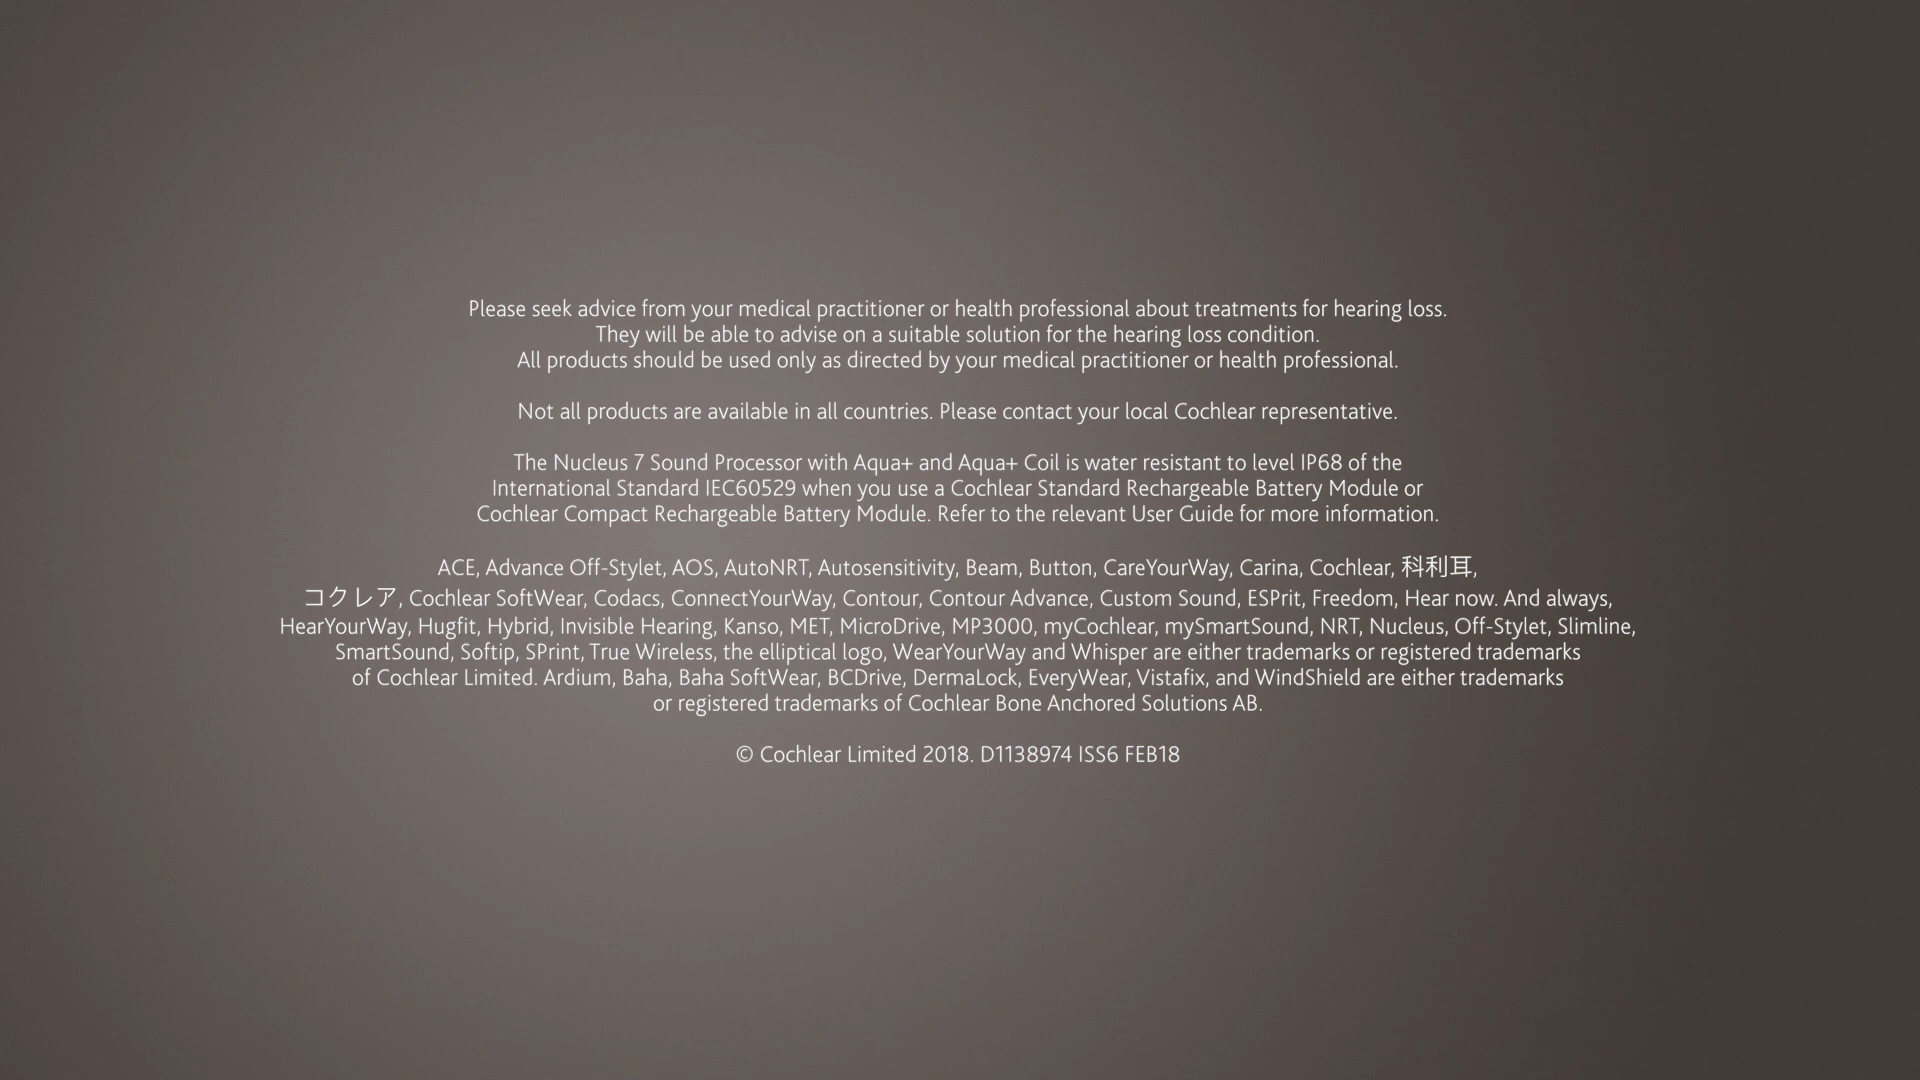 Please seek advice from your medical practitioner or health professional about treatments for hearing loss.
They will be able to advise on a suitable solution for the hearing loss condition.
All products should be used only as directed by your medical practitioner or health professional.
Not all products are available in all countries. Please contact your local Cochlear representative.
The Nucleus 7 Sound Processor with Aqua+ and Aqua+ Coil is water resistant to level IP68 of the
International Standard IEC60529 when you use a Cochlear Standard Rechargeable Battery Module or
Cochlear Compact Rechargeable Battery Module. Refer to the relevant User Guide for more information.
ACE, Advance Off-Stylet, AOS, AutoNRT, Autosensitivity, Beam, Button, CareYourWay, Carina, Cochlear, 科利耳,
コクレア, Cochlear SoftWear, Codacs, ConnectYourWay, Contour, Contour Advance, Custom Sound, ESPrit, Freedom, Hear now. And always,
HearYourWay, Hugfit, Hybrid, Invisible Hearing, Kanso, MET, MicroDrive, MP3000, myCochlear, mySmartSound, NRT, Nucleus, Off-Stylet, Slimline,
SmartSound, Softip, SPrint, True Wireless, the elliptical logo, WearYourWay and Whisper are either trademarks or registered trademarks
of Cochlear Limited. Ardium, Baha, Baha SoftWear, BCDrive, DermaLock, EveryWear, Vistafix, and WindShield are either trademarks
or registered trademarks of Cochlear Bone Anchored Solutions AB.
© Cochlear Limited 2018. D1138974 ISS6 FEB18